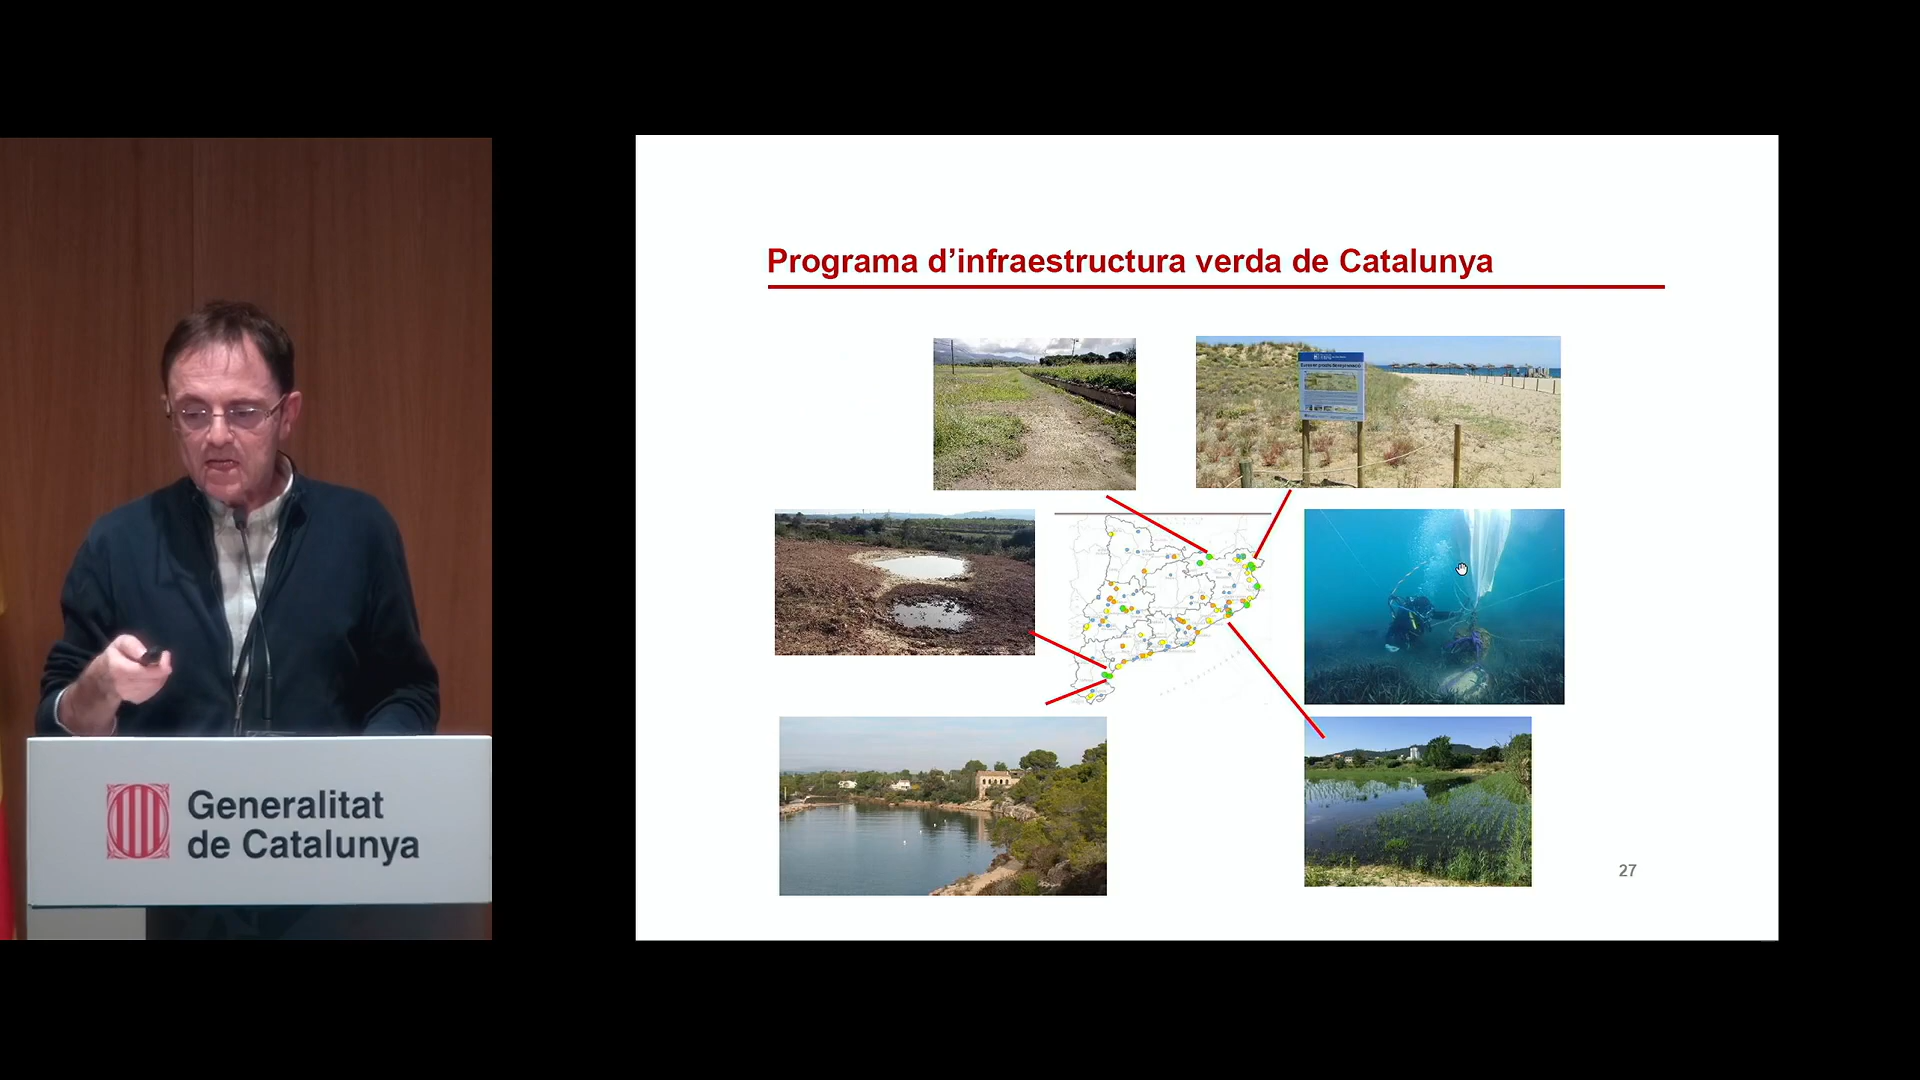 Programa d’infraestructura verda de Catalunya
27
Generalitat
de Catalunya